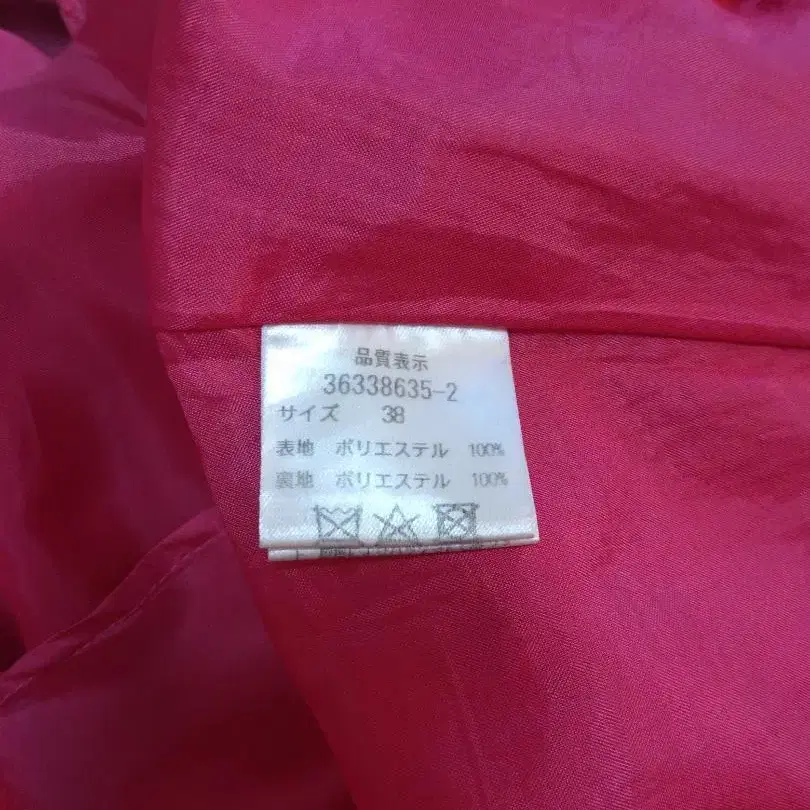 品質表示
36338635-2
サイズ 38
表地 ポリエステル 100%
裏地 ポリエステル 100%